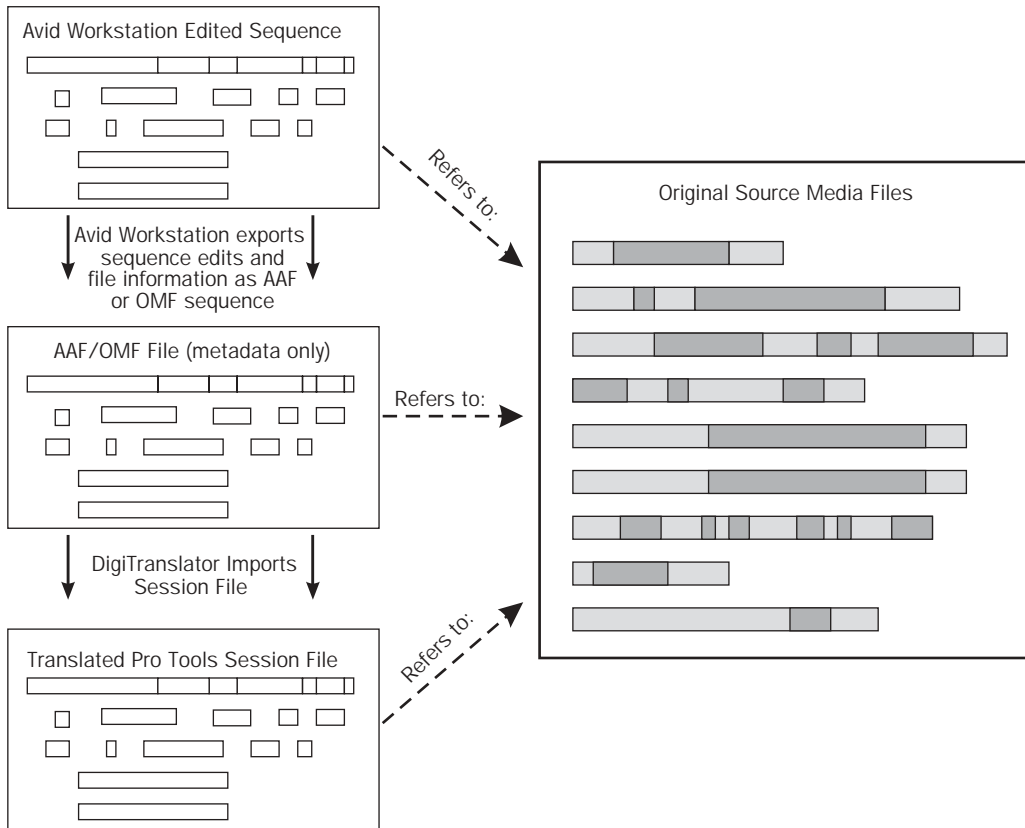 Avid Workstation Edited Sequence
Refers to:
Original Source Media Files
Avid Workstation exports
sequence edits and
file information as AAF
or OMF sequence
AAF/OMF File (metadata only)
Refers to:
DigiTranslator Imports
Session File
Refers to:
Translated Pro Tools Session File